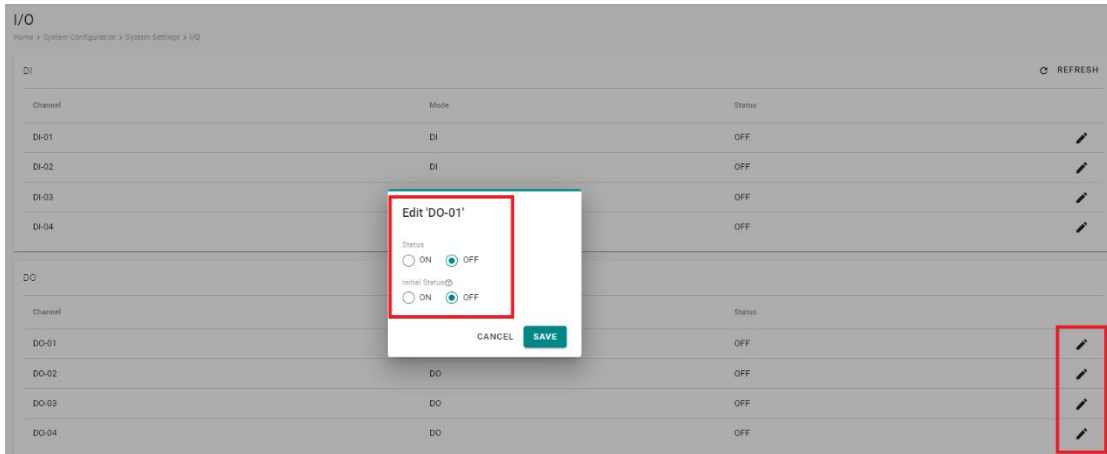 I/O
Home > System Configuration > System Settings > I/O
DI
REFRESH
Channel Mode Status
DI-01 DI OFF
DI-02 DI OFF
DI-03 OFF
DI-04 OFF
Edit 'DO-01'
Status
ON OFF
Initial Status
ON OFF
CANCEL SAVE
DO
Channel Status
DO-01 OFF
DO-02 DO OFF
DO-03 DO OFF
DO-04 DO OFF